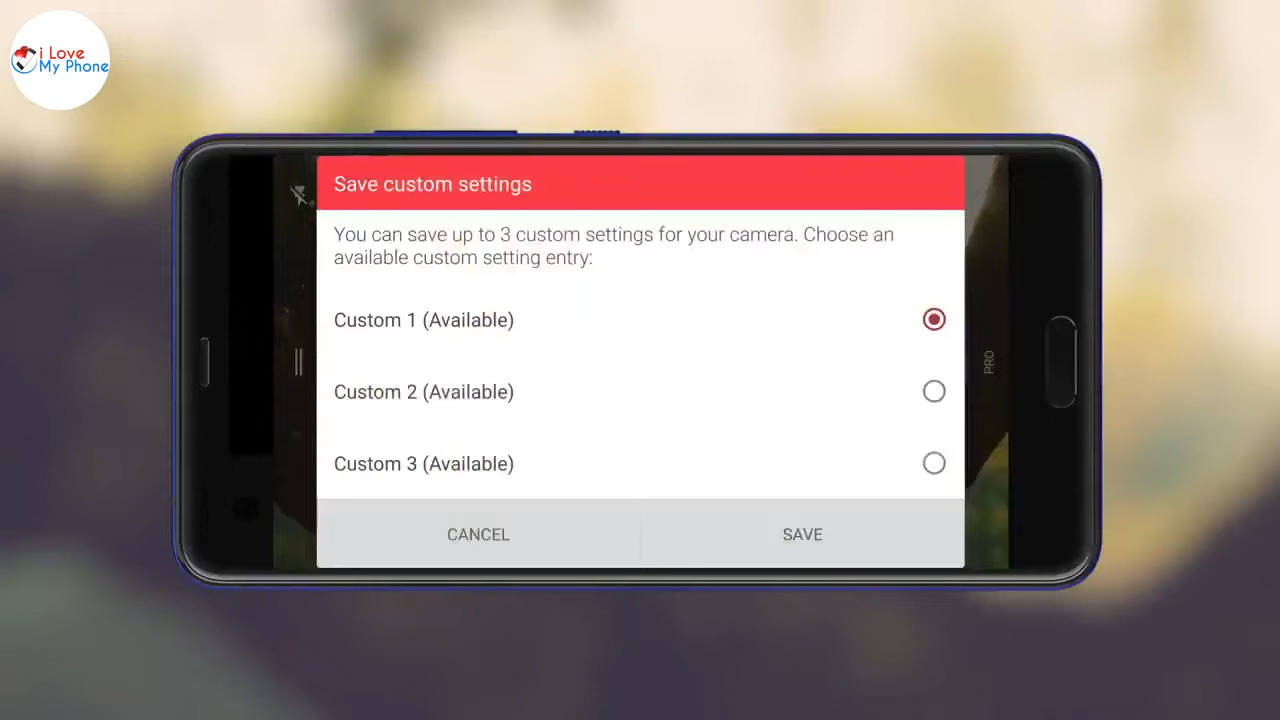 i Love
My Phone
Save custom settings
You can save up to 3 custom settings for your camera. Choose an
available custom setting entry:
Custom 1 (Available)
Custom 2 (Available)
Custom 3 (Available)
PRO
CANCEL
SAVE